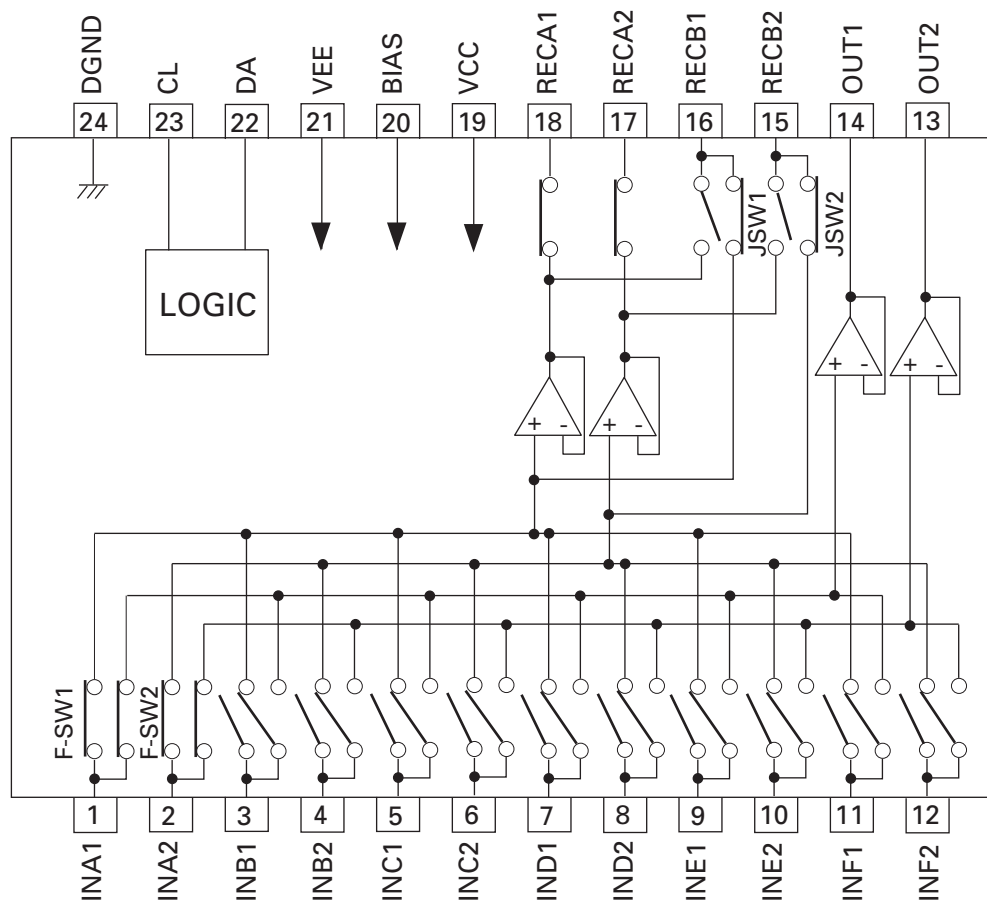 DGND
CL
DA
VEE
BIAS
VCC
RECA1
RECA2
RECB1
RECB2
OUT1
OUT2
24
23
22
21
20
19
18
17
16
15
14
13
JSW1
JSW2
LOGIC
+ -
+ -
+ -
+ -
F-SW1
F-SW2
1
2
3
4
5
6
7
8
9
10
11
12
INA1
INA2
INB1
INB2
INC1
INC2
IND1
IND2
INE1
INE2
INF1
INF2